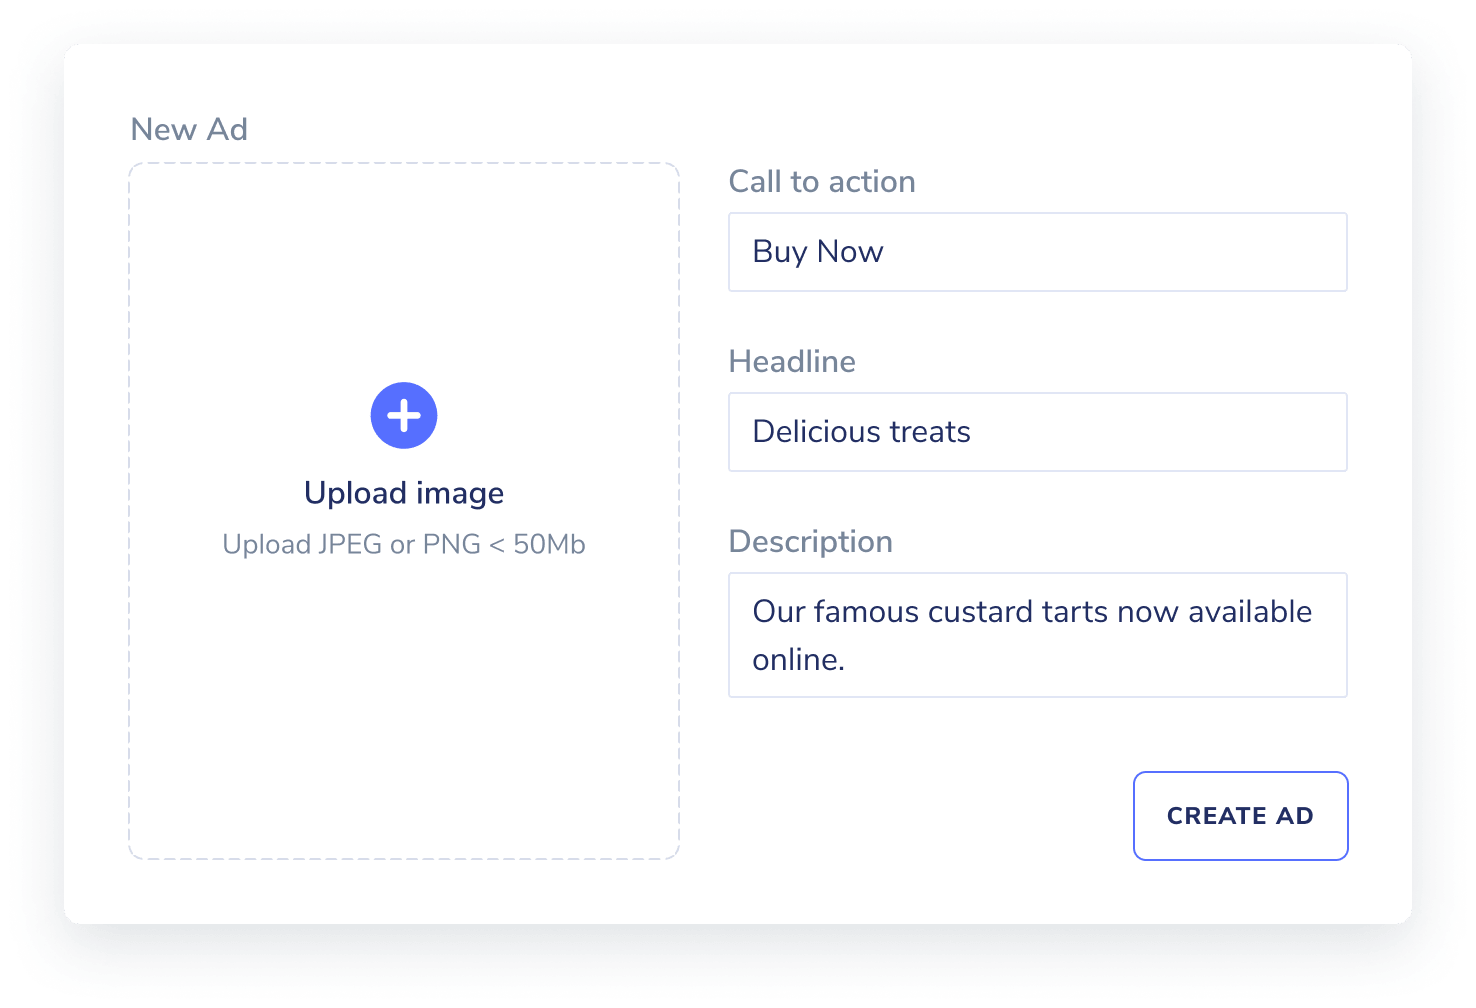 New Ad
Upload image
Upload JPEG or PNG < 50Mb
Call to action
Buy Now
Headline
Delicious treats
Description
Our famous custard tarts now available
online.
CREATE AD